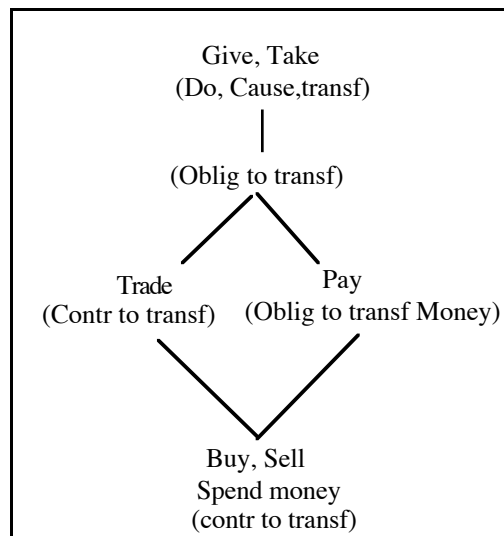 Give, Take
(Do, Cause,transf)
(Oblig to transf)
Trade
(Contr to transf)
Pay
(Oblig to transf Money)
Buy, Sell
Spend money
(contr to transf)